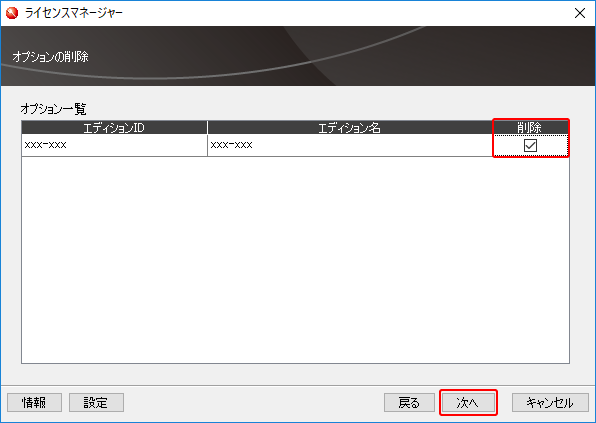 ライセンスマネージャー
オプションの削除
オプション一覧
エディションID エディション名 削除
xxx-xxx xxx-xxx
情報 設定 戻る 次へ キャンセル